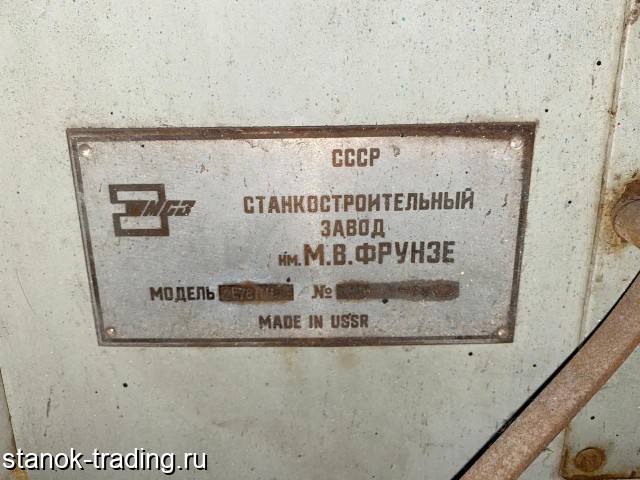 СССР
СТАНКОСТРОИТЕЛЬНЫЙ
ЗАВОД
им. М.В.ФРУНЗЕ
МОДЕЛЬ №
MADE IN USSR
stanok-trading.ru